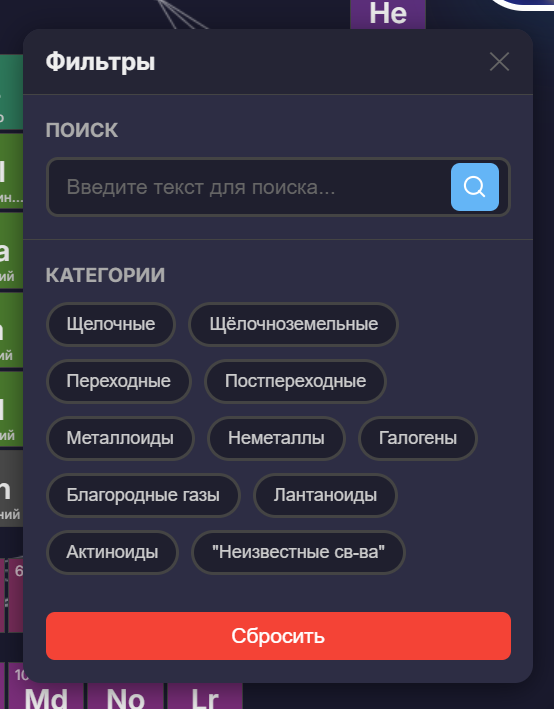 He
Фильтры
ПОИСК
Введите текст для поиска...
КАТЕГОРИИ
Щелочные
Щёлочноземельные
Переходные
Постпереходные
Металлоиды
Неметаллы
Галогены
Благородные газы
Лантаноиды
Актиноиды
"Неизвестные св-ва"
Сбросить
Md
No
Lr